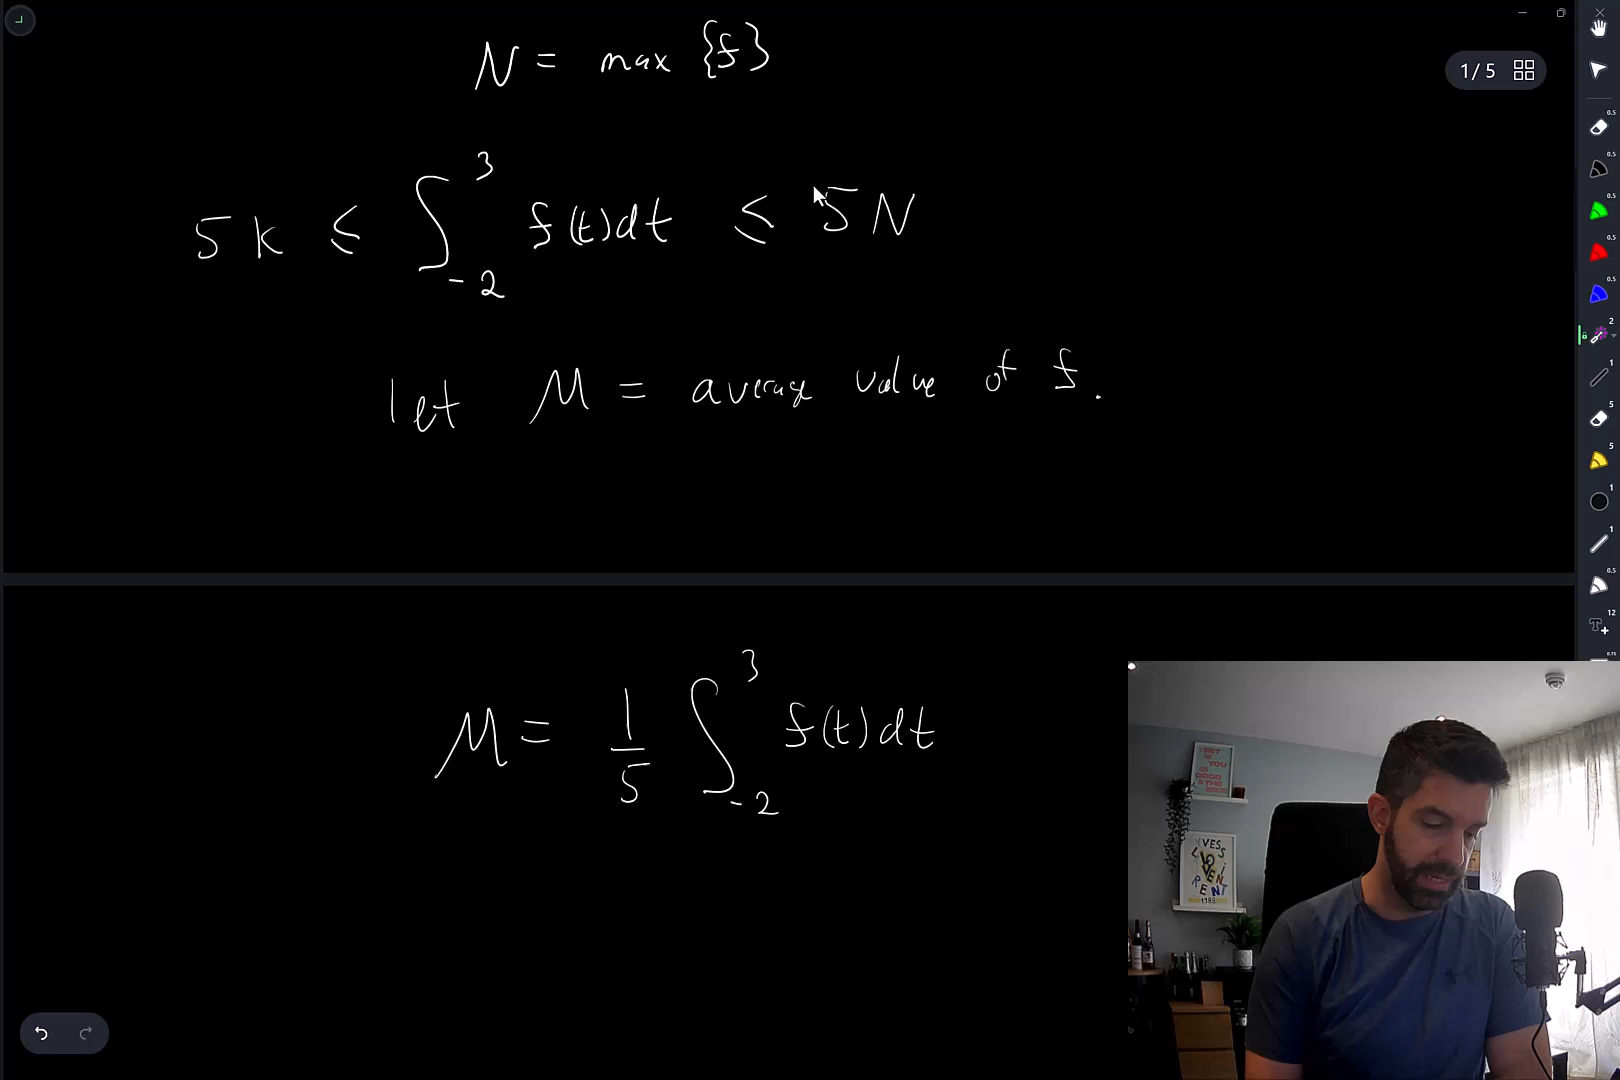 N = max {f}
1 / 5
5k ≤ ∫_{-2}^{3} f(t)dt ≤ 5N
let M = average value of f.
M = 1/5 ∫_{-2}^{3} f(t)dt